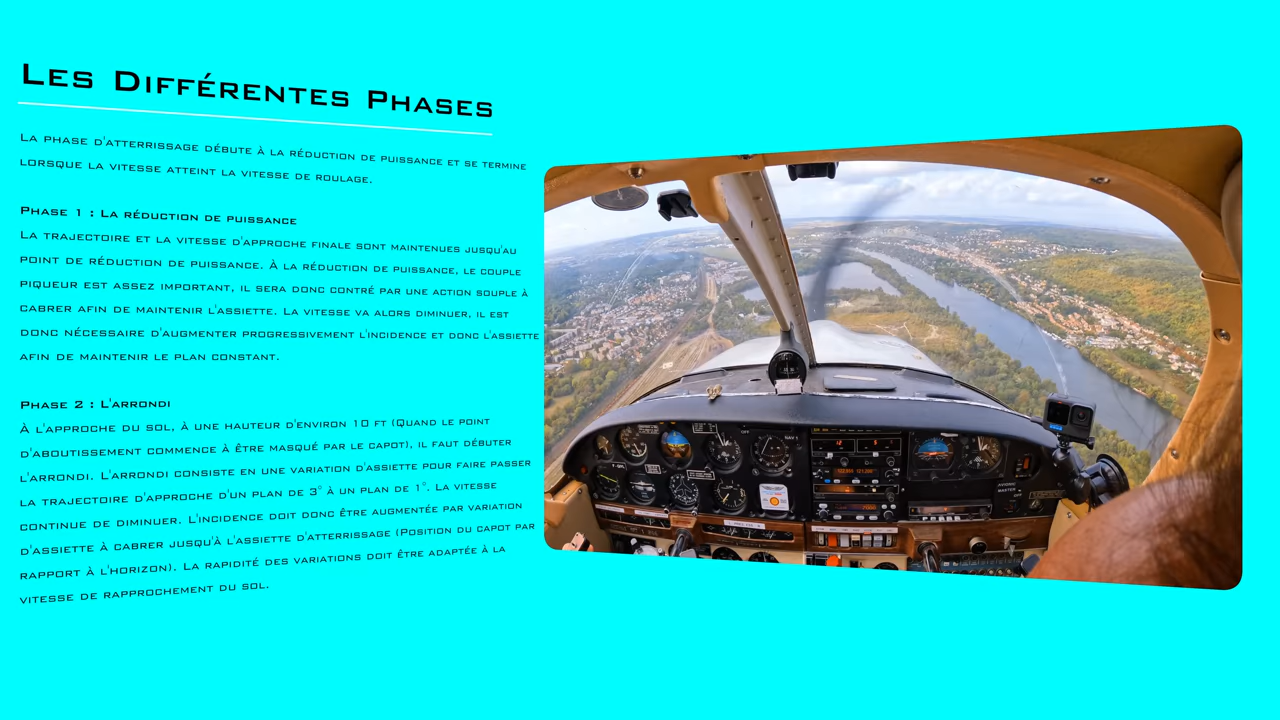 Les Différentes Phases
La phase d'atterrissage débute à la réduction de puissance et se termine
lorsque la vitesse atteint la vitesse de roulage.
Phase 1 : La réduction de puissance
La trajectoire et la vitesse d'approche finale sont maintenues jusqu'au
point de réduction de puissance. À la réduction de puissance, le couple
piqueur est assez important, il sera donc contré par une action souple à
cabrer afin de maintenir l'assiette. La vitesse va alors diminuer, il est
donc nécessaire d'augmenter progressivement l'incidence et donc l'assiette
afin de maintenir le plan constant.
Phase 2 : L'arrondi
À l'approche du sol, à une hauteur d'environ 10 ft (quand le point
d'aboutissement commence à être masqué par le capot), il faut débuter
l'arrondi. L'arrondi consiste en une variation d'assiette pour faire passer
la trajectoire d'approche d'un plan de 3° à un plan de 1°. La vitesse
continue de diminuer. L'incidence doit donc être augmentée par variation
d'assiette à cabrer jusqu'à l'assiette d'atterrissage (Position du capot par
rapport à l'horizon). La rapidité des variations doit être adaptée à la
vitesse de rapprochement du sol.
NAV 1
AVIONIC
MASTER
OFF